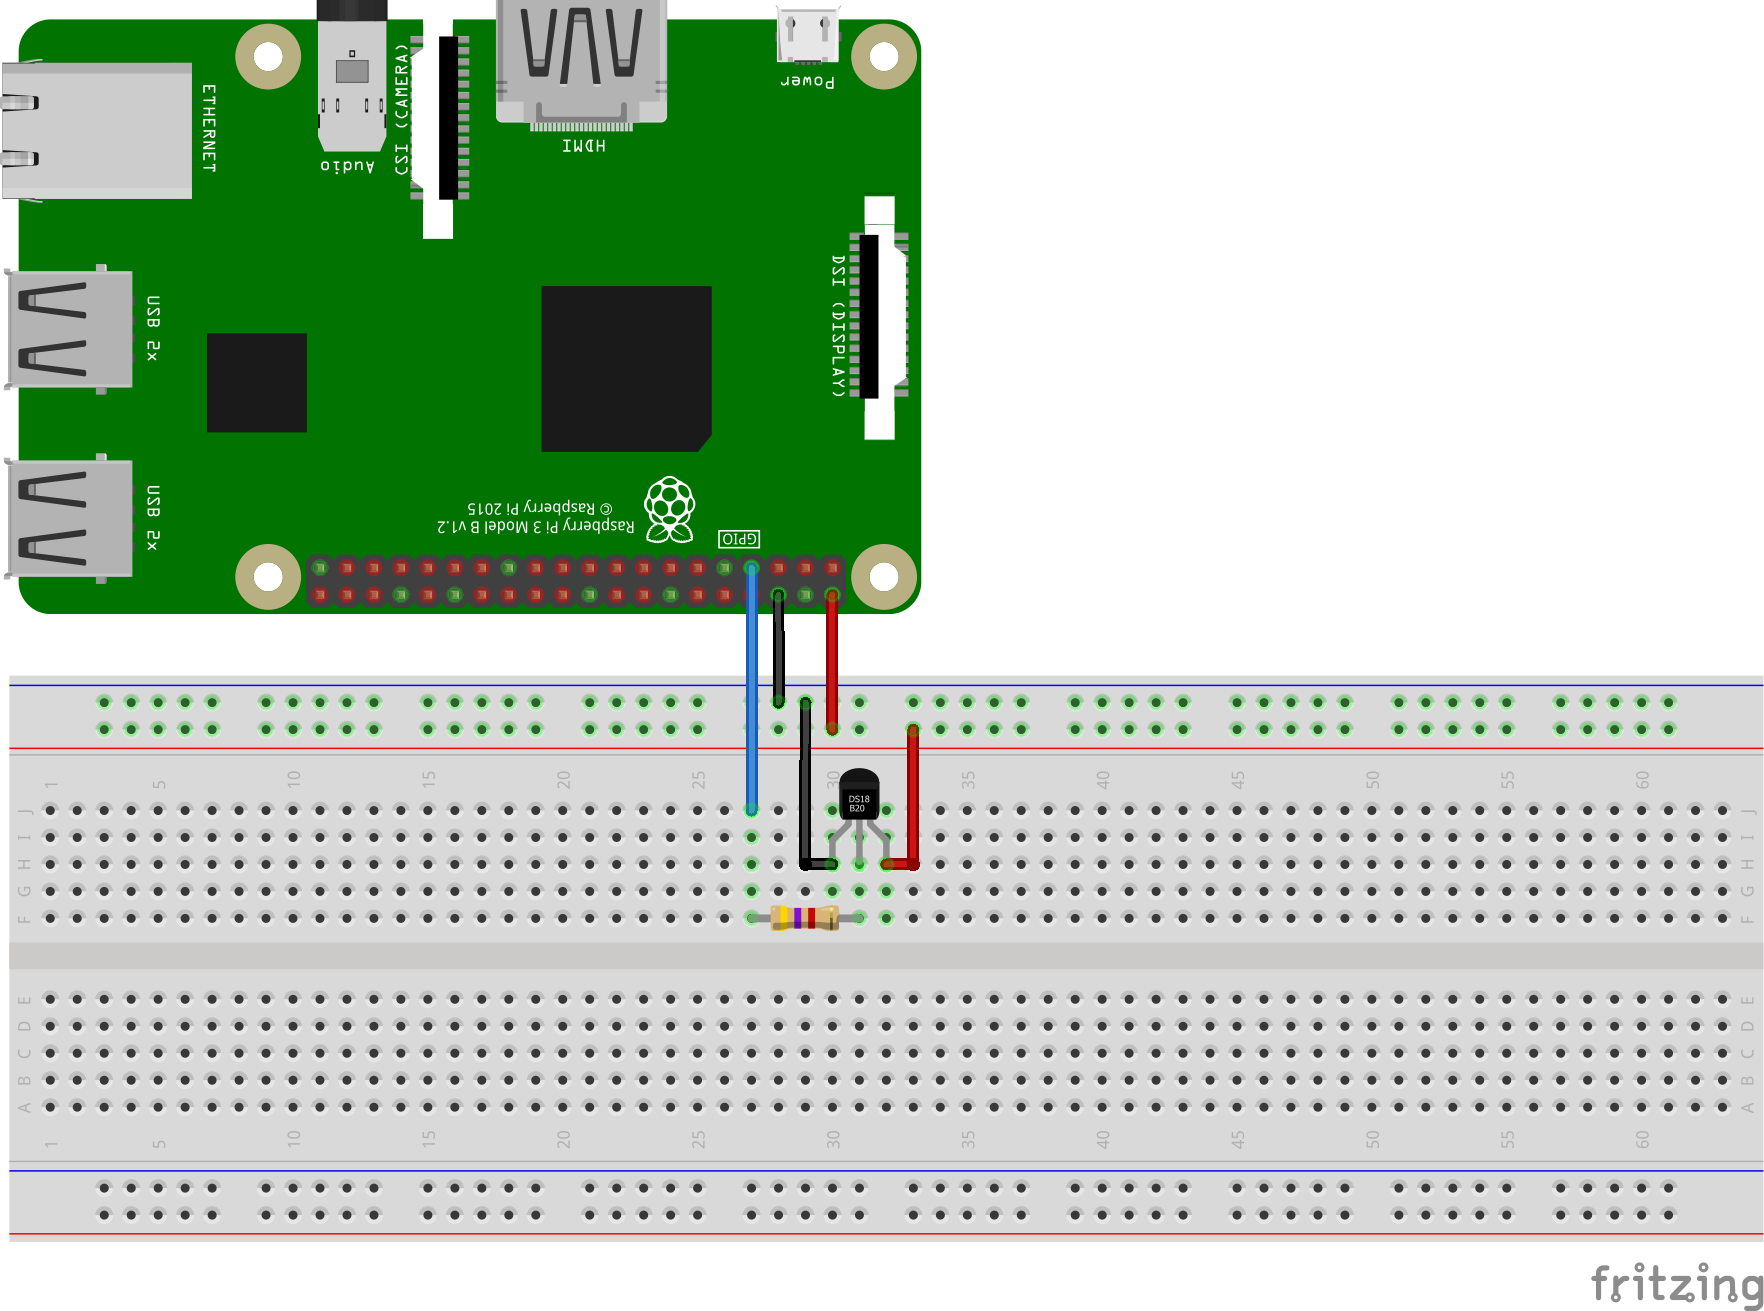 ETHERNET
Audio
CSI (CAMERA)
HDMI
Power
USB 2x
DSI (DISPLAY)
USB 2x
© Raspberry Pi 2015
Raspberry Pi 3 Model B v1.2
GPIO
1 5 10 15 20 25 30 35 40 45 50 55 60
DS18
B20
J J
I I
H H
G G
F F
E E
D D
C C
B B
A A
1 5 10 15 20 25 30 35 40 45 50 55 60
fritzing